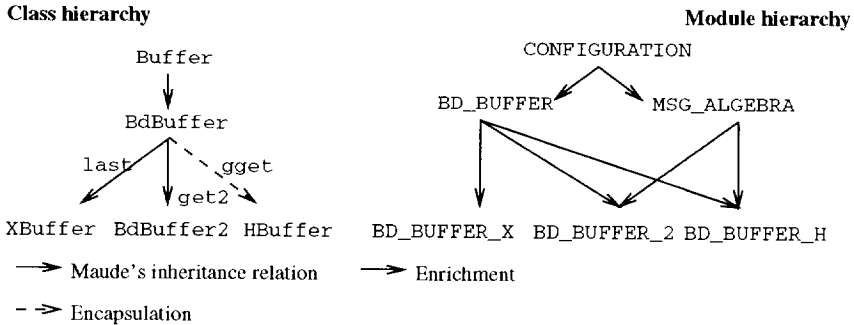 Class hierarchy
Module hierarchy
Buffer
CONFIGURATION
BdBuffer
BD_BUFFER
MSG_ALGEBRA
last
gget
get2
XBuffer BdBuffer2 HBuffer
BD_BUFFER_X BD_BUFFER_2 BD_BUFFER_H
Maude's inheritance relation
Enrichment
Encapsulation